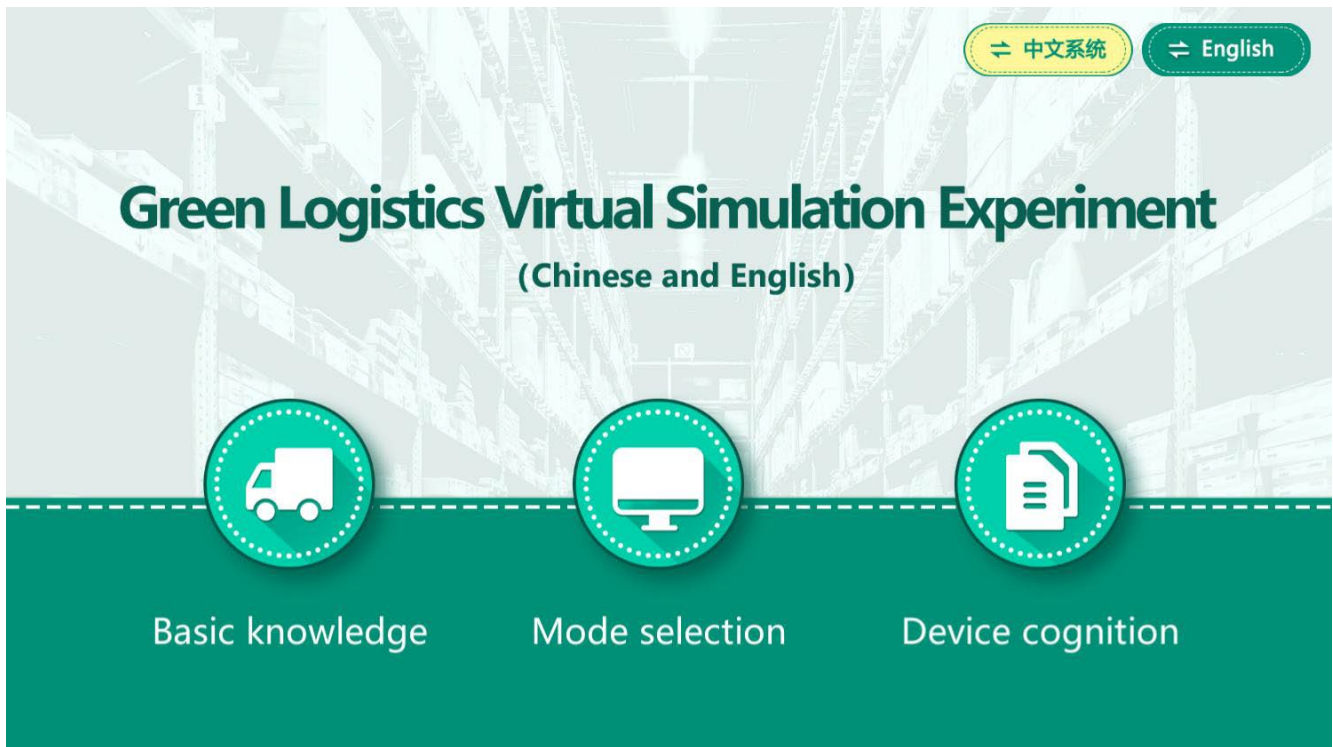 中文系统
English
Green Logistics Virtual Simulation Experiment
(Chinese and English)
Basic knowledge
Mode selection
Device cognition